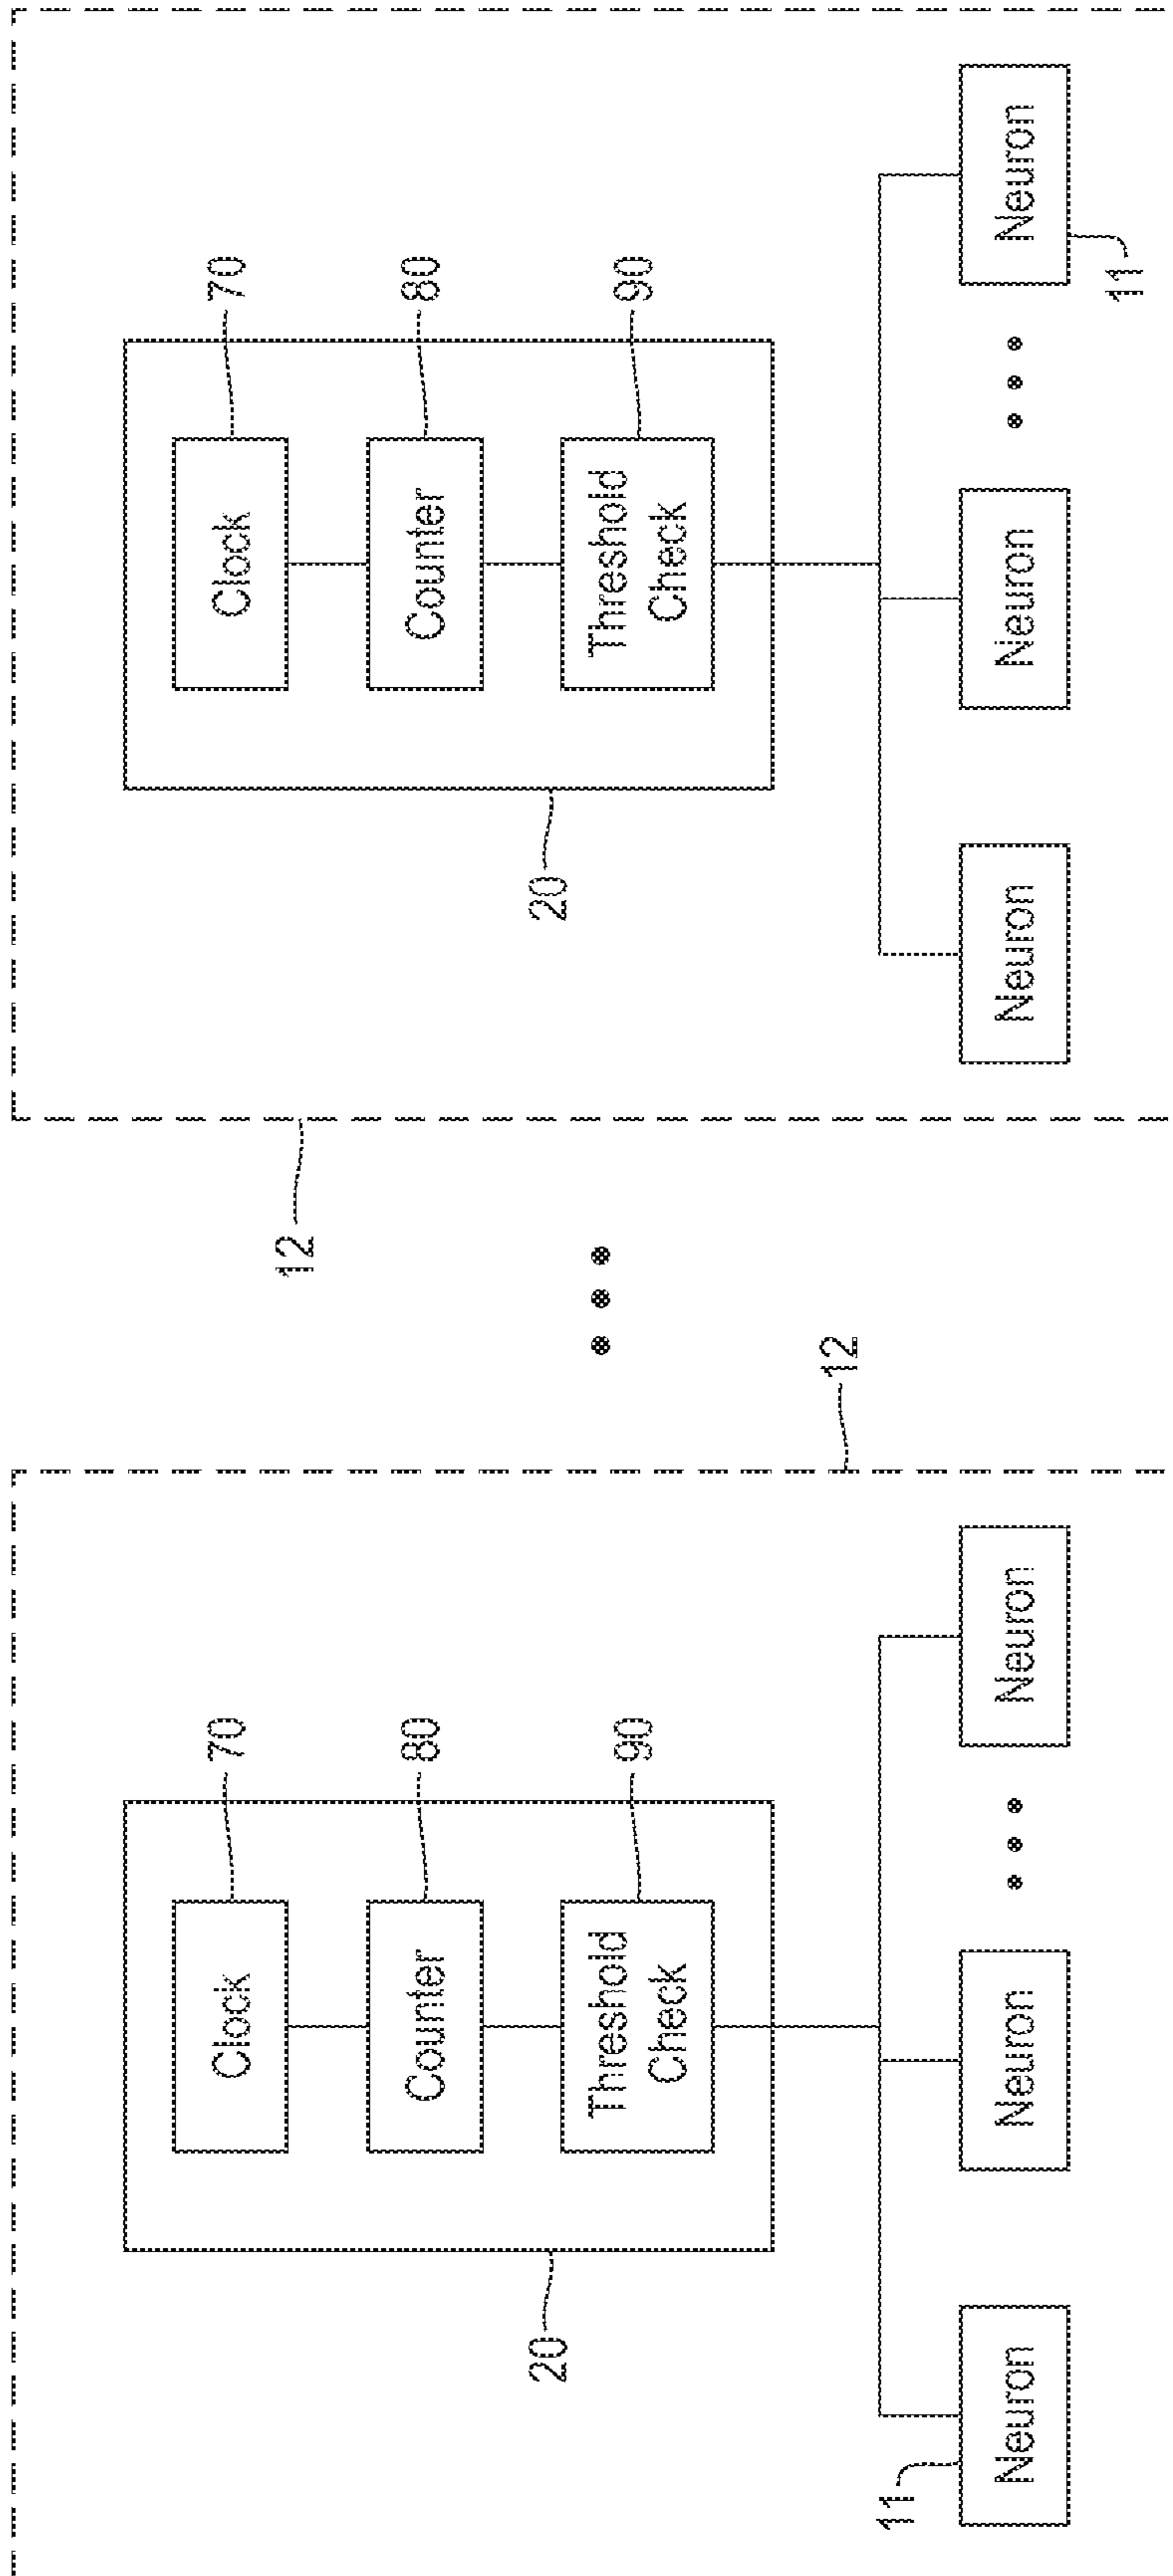 12
12
70
70
Clock
Clock
80
80
Counter
Counter
90
90
Threshold
Check
Threshold
Check
20
20
11
Neuron
Neuron
Neuron
Neuron
Neuron
Neuron
11